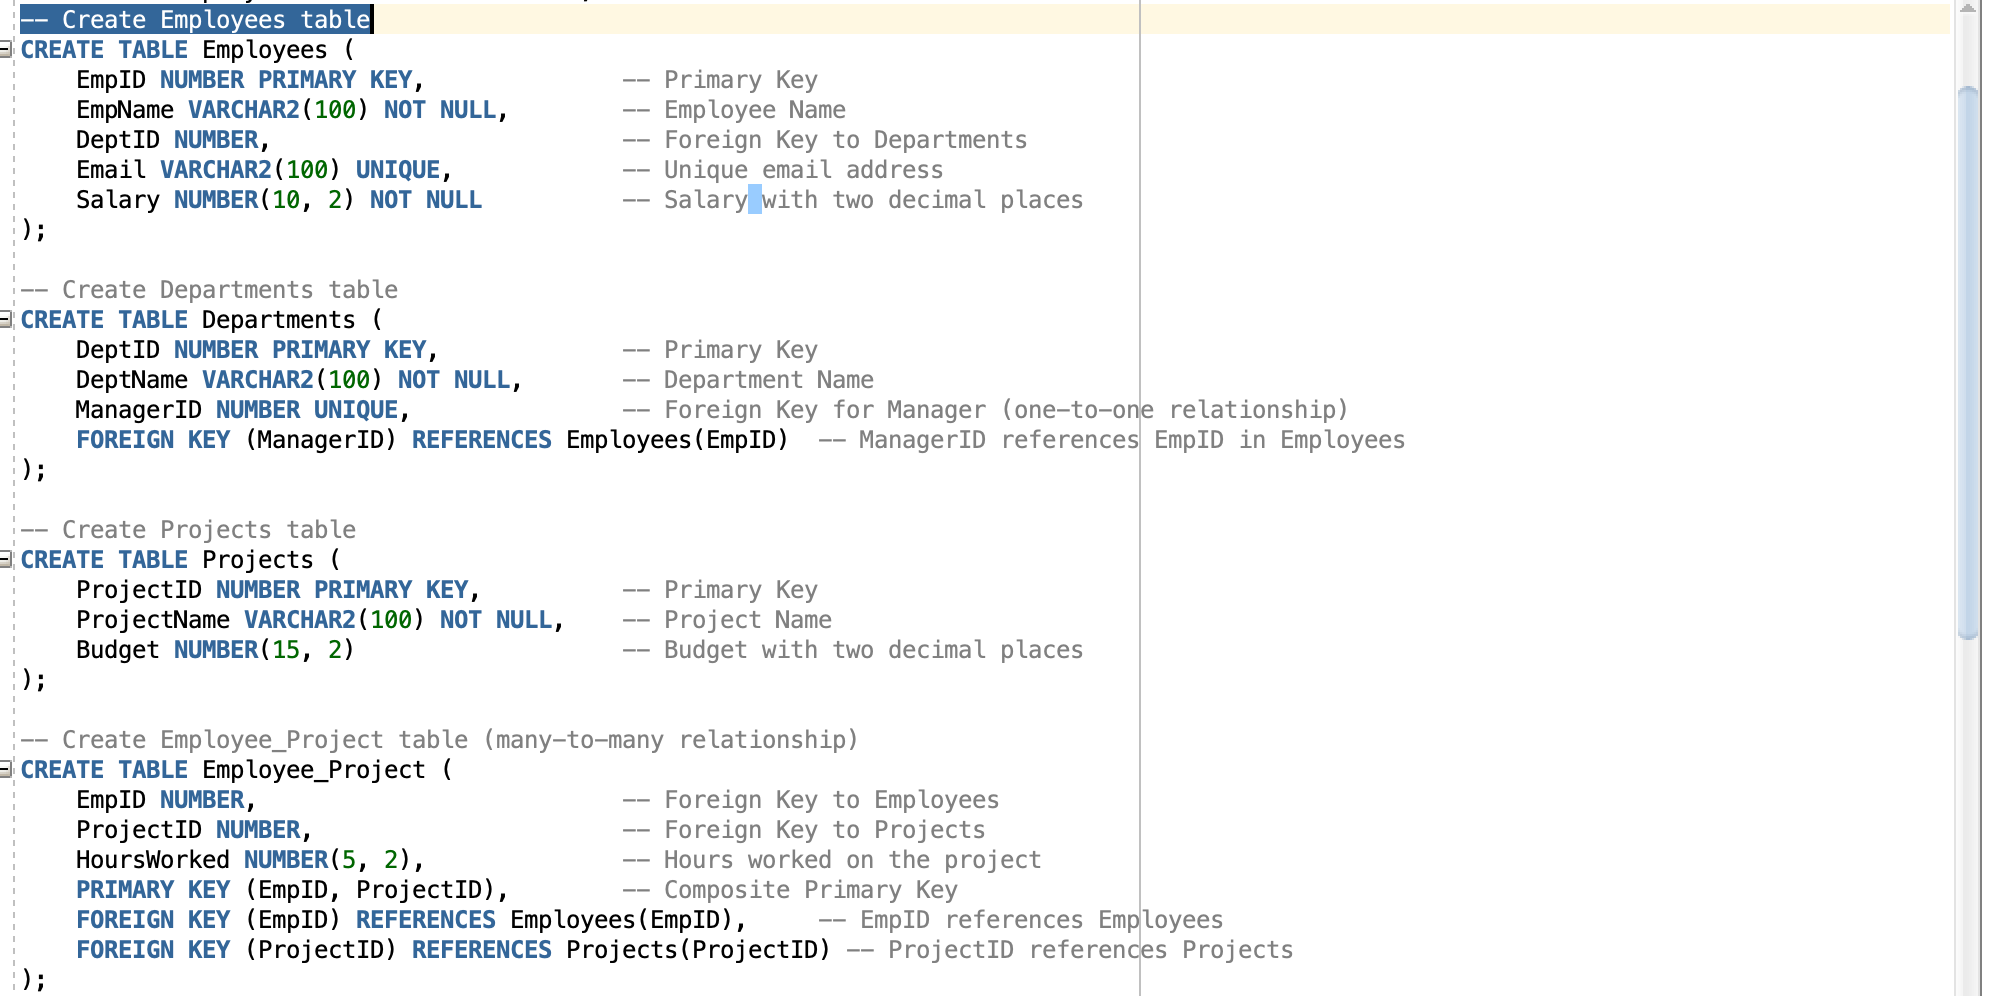 -- Create Employees table
CREATE TABLE Employees (
    EmpID NUMBER PRIMARY KEY,              -- Primary Key
    EmpName VARCHAR2(100) NOT NULL,        -- Employee Name
    DeptID NUMBER,                         -- Foreign Key to Departments
    Email VARCHAR2(100) UNIQUE,            -- Unique email address
    Salary NUMBER(10, 2) NOT NULL          -- Salary with two decimal places
);

-- Create Departments table
CREATE TABLE Departments (
    DeptID NUMBER PRIMARY KEY,             -- Primary Key
    DeptName VARCHAR2(100) NOT NULL,       -- Department Name
    ManagerID NUMBER UNIQUE,               -- Foreign Key for Manager (one-to-one relationship)
    FOREIGN KEY (ManagerID) REFERENCES Employees(EmpID)  -- ManagerID references EmpID in Employees
);

-- Create Projects table
CREATE TABLE Projects (
    ProjectID NUMBER PRIMARY KEY,          -- Primary Key
    ProjectName VARCHAR2(100) NOT NULL,    -- Project Name
    Budget NUMBER(15, 2)                   -- Budget with two decimal places
);

-- Create Employee_Project table (many-to-many relationship)
CREATE TABLE Employee_Project (
    EmpID NUMBER,                          -- Foreign Key to Employees
    ProjectID NUMBER,                      -- Foreign Key to Projects
    HoursWorked NUMBER(5, 2),              -- Hours worked on the project
    PRIMARY KEY (EmpID, ProjectID),        -- Composite Primary Key
    FOREIGN KEY (EmpID) REFERENCES Employees(EmpID),     -- EmpID references Employees
    FOREIGN KEY (ProjectID) REFERENCES Projects(ProjectID) -- ProjectID references Projects
);